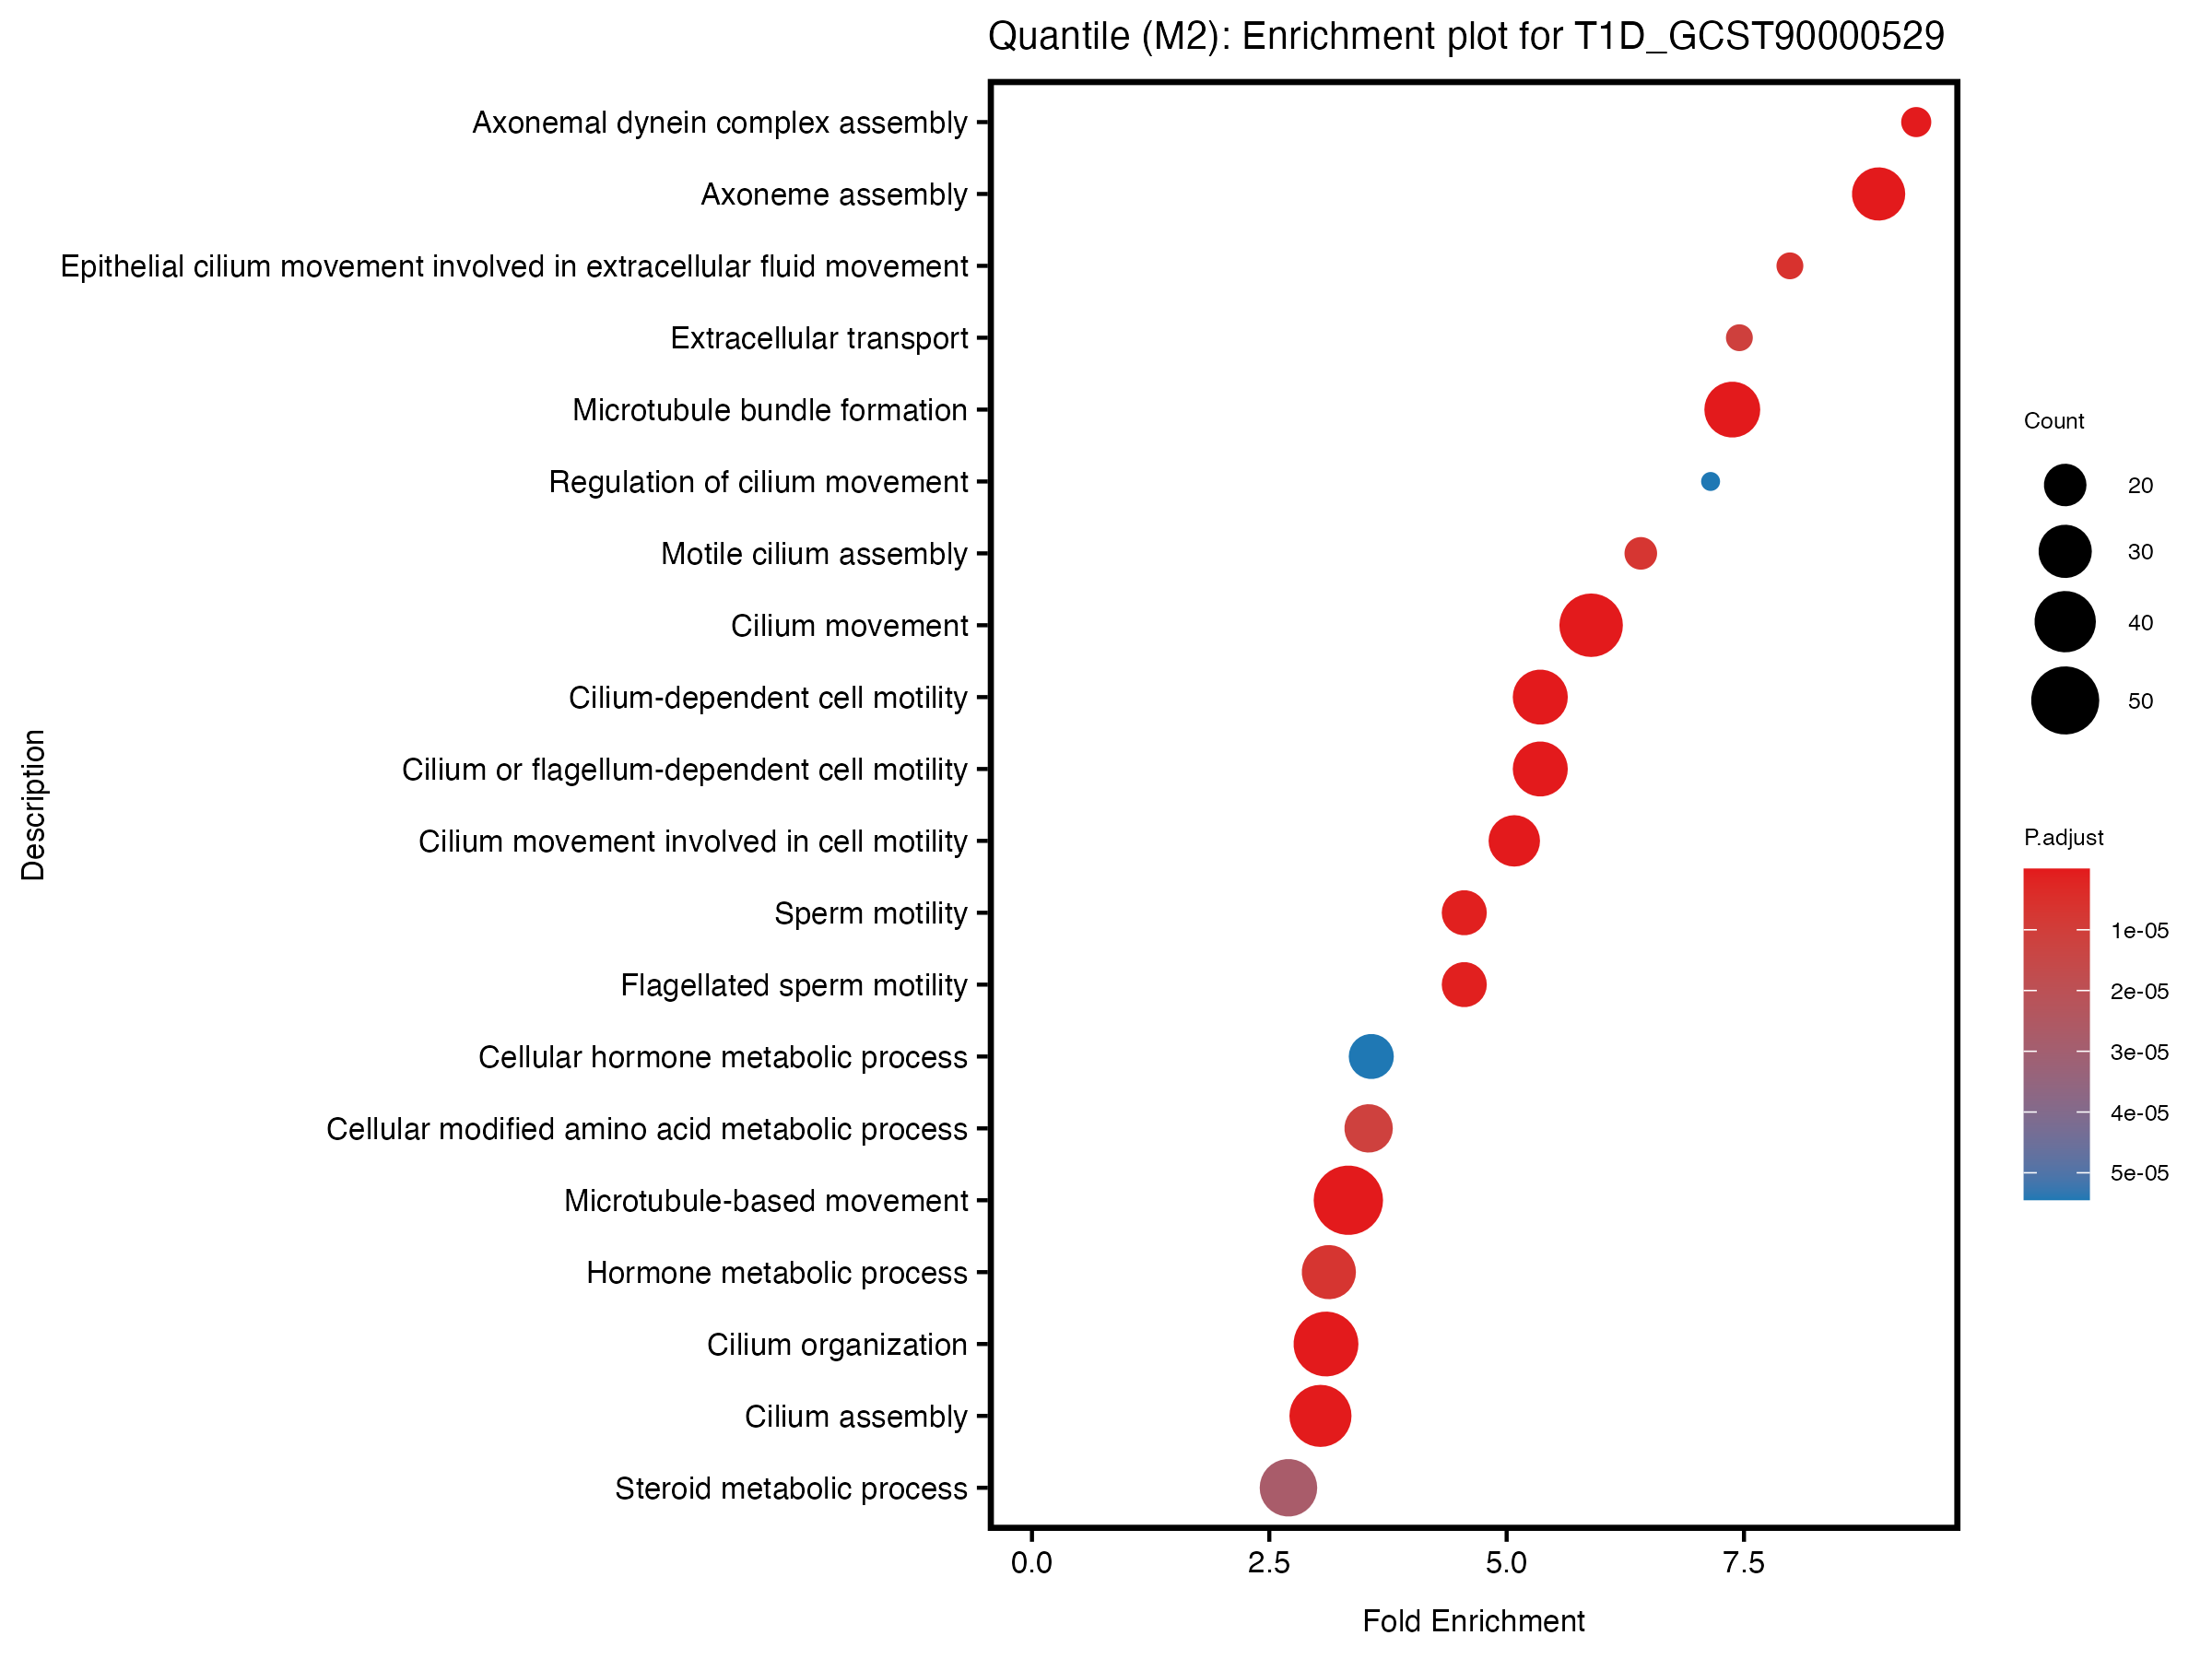 Quantile (M2): Enrichment plot for T1D_GCST90000529
Axonemal dynein complex assembly
Axoneme assembly
Epithelial cilium movement involved in extracellular fluid movement
Extracellular transport
Microtubule bundle formation
Regulation of cilium movement
Motile cilium assembly
Cilium movement
Cilium-dependent cell motility
Cilium or flagellum-dependent cell motility
Cilium movement involved in cell motility
Sperm motility
Flagellated sperm motility
Cellular hormone metabolic process
Cellular modified amino acid metabolic process
Microtubule-based movement
Hormone metabolic process
Cilium organization
Cilium assembly
Steroid metabolic process
Description
0.0 2.5 5.0 7.5
Fold Enrichment
Count
20
30
40
50
P.adjust
1e-05
2e-05
3e-05
4e-05
5e-05